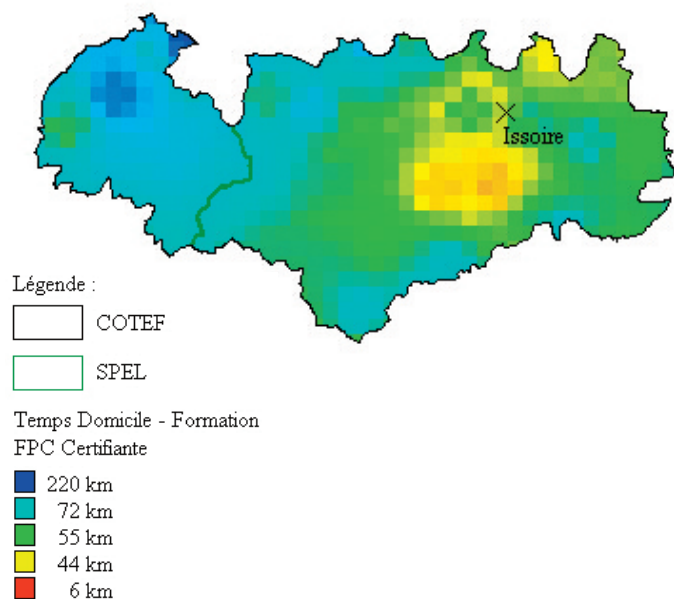 Issoire
Légende :
COTEF
SPEL
Temps Domicile - Formation
FPC Certifiante
220 km
72 km
55 km
44 km
6 km